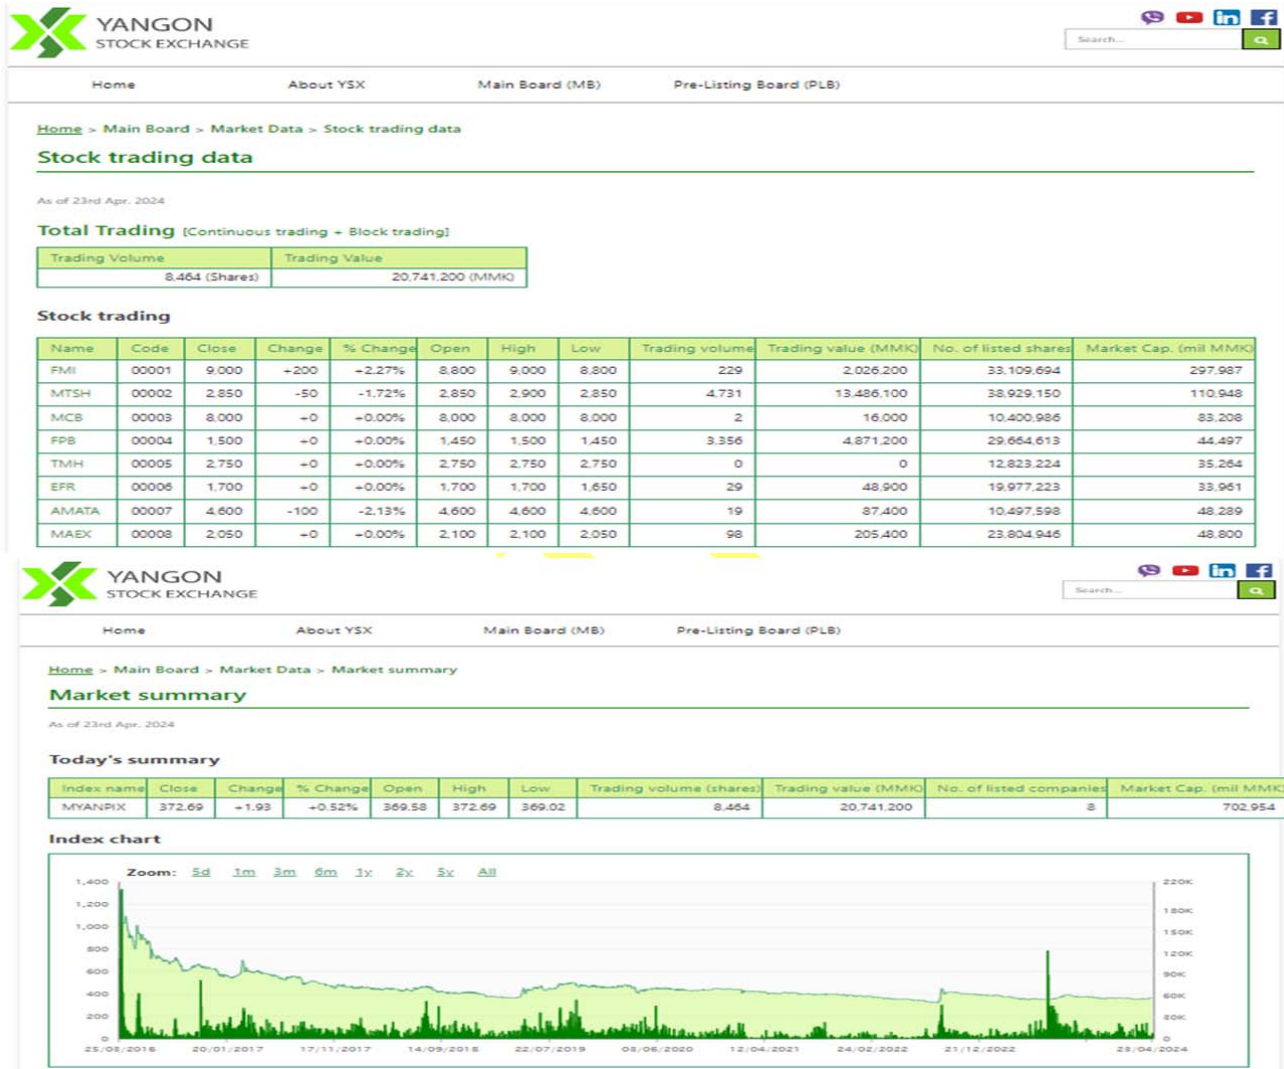 YANGON
STOCK EXCHANGE
Search...
Home About YSX Main Board (MB) Pre-Listing Board (PLB)
Home > Main Board > Market Data > Stock trading data
Stock trading data
As of 23rd Apr. 2024
Total Trading [Continuous trading + Block trading]
Trading Volume Trading Value
8,464 (Shares) 20,741,200 (MMK)
Stock trading
Name Code Close Change % Change Open High Low Trading volume Trading value (MMK) No. of listed shares Market Cap. (mil MMK)
FMI 00001 9,000 +200 +2.27% 8,800 9,000 8,800 229 2,026,200 33,109,694 297,987
MTSH 00002 2,850 -50 -1.72% 2,850 2,900 2,850 4,731 13,486,100 38,929,150 110,948
MCB 00003 8,000 +0 +0.00% 8,000 8,000 8,000 2 16,000 10,400,986 83,208
FPB 00004 1,500 +0 +0.00% 1,450 1,500 1,450 3,356 4,871,200 29,664,613 44,497
TMH 00005 2,750 +0 +0.00% 2,750 2,750 2,750 0 0 12,823,224 35,264
EFR 00006 1,700 +0 +0.00% 1,700 1,700 1,650 29 48,900 19,977,223 33,961
AMATA 00007 4,600 -100 -2.13% 4,600 4,600 4,600 19 87,400 10,497,598 48,289
MAEX 00008 2,050 +0 +0.00% 2,100 2,100 2,050 98 205,400 23,804,946 48,800
YANGON
STOCK EXCHANGE
Search...
Home About YSX Main Board (MB) Pre-Listing Board (PLB)
Home > Main Board > Market Data > Market summary
Market summary
As of 23rd Apr. 2024
Today's summary
Index name Close Change % Change Open High Low Trading volume (shares) Trading value (MMK) No. of listed companies Market Cap. (mil MMK
MYANPIX 372.69 +1.93 +0.52% 369.58 372.69 369.02 8,464 20,741,200 8 702,954
Index chart
Zoom: 5d 1m 3m 6m 1y 2y 5y All
1,400 220K
1,200 180K
1,000 150K
800 120K
600 90K
400 60K
200 30K
0 0
25/08/2016 20/01/2017 17/11/2017 14/09/2018 22/07/2019 08/06/2020 12/04/2021 24/02/2022 21/12/2022 28/04/2024